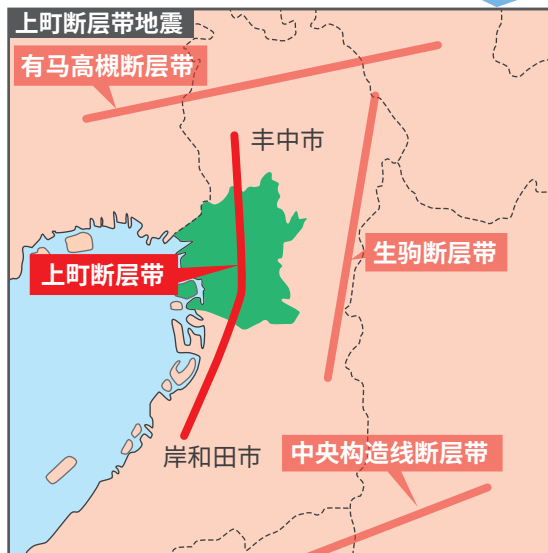 上町断层带地震
有马高槻断层带
丰中市
生驹断层带
上町断层带
岸和田市
中央构造线断层带